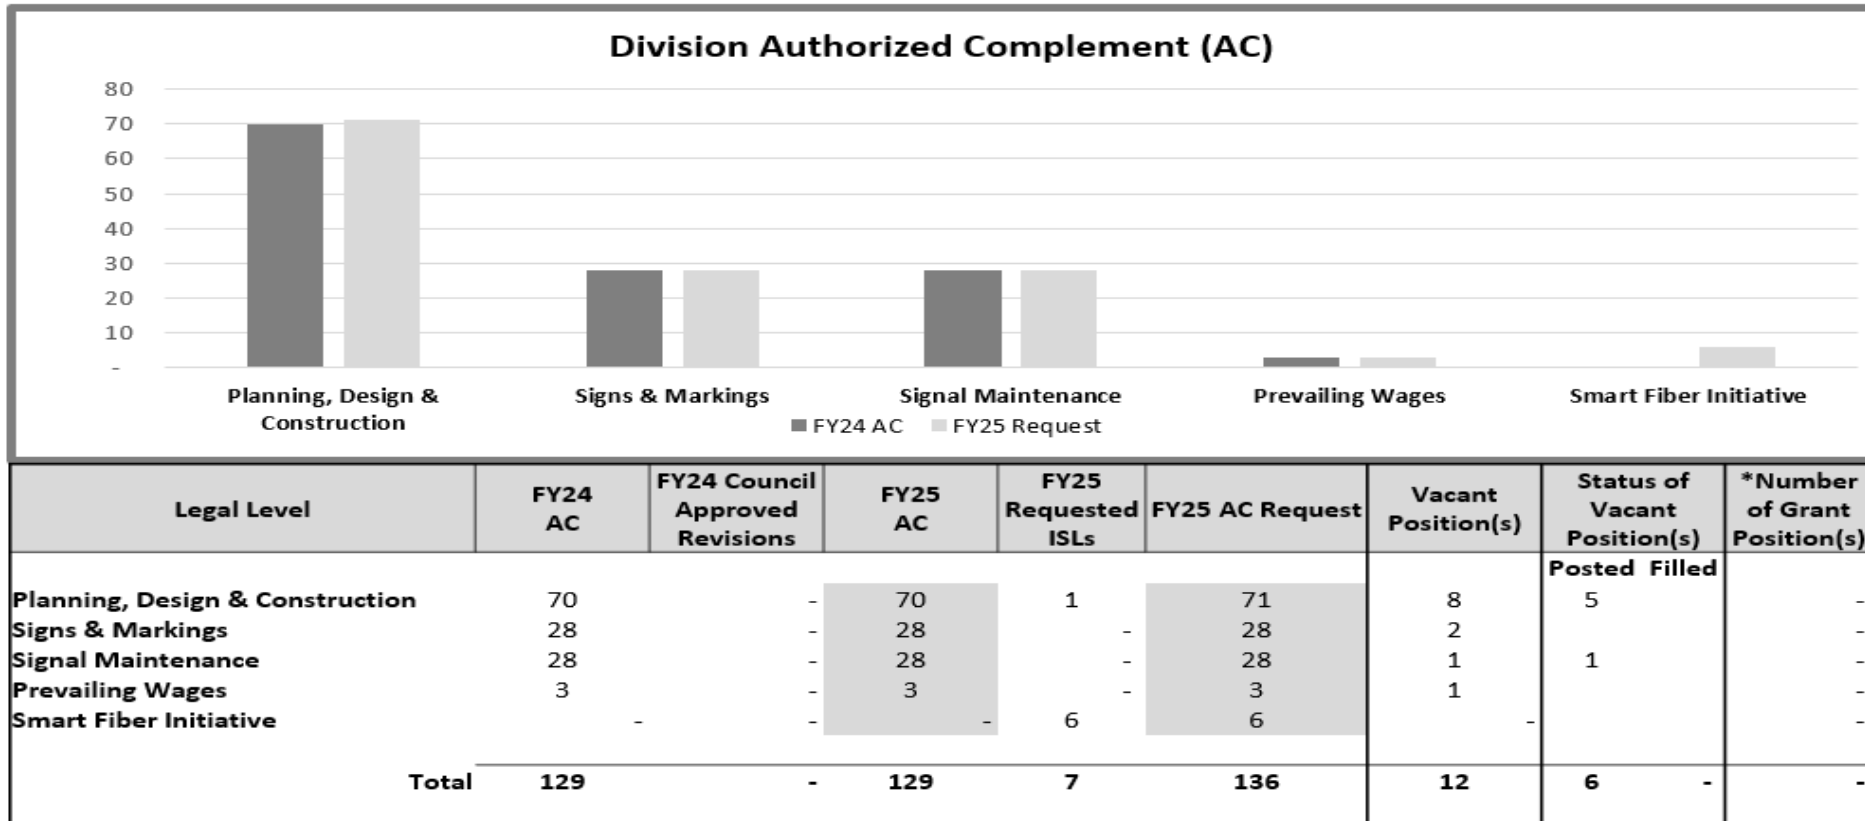 Division Authorized Complement (AC)
80
70
60
50
40
30
20
10
-
Planning, Design & Construction
Signs & Markings
Signal Maintenance
Prevailing Wages
Smart Fiber Initiative
FY24 AC FY25 Request
Legal Level | FY24 AC | FY24 Council Approved Revisions | FY25 AC | FY25 Requested ISLs | FY25 AC Request | Vacant Position(s) | Status of Vacant Position(s) | *Number of Grant Position(s)
Posted Filled
Planning, Design & Construction 70 - 70 1 71 8 5 -
Signs & Markings 28 - 28 - 28 2 -
Signal Maintenance 28 - 28 - 28 1 1 -
Prevailing Wages 3 - 3 - 3 1 -
Smart Fiber Initiative - - - 6 6 - -
Total 129 - 129 7 136 12 6 - -